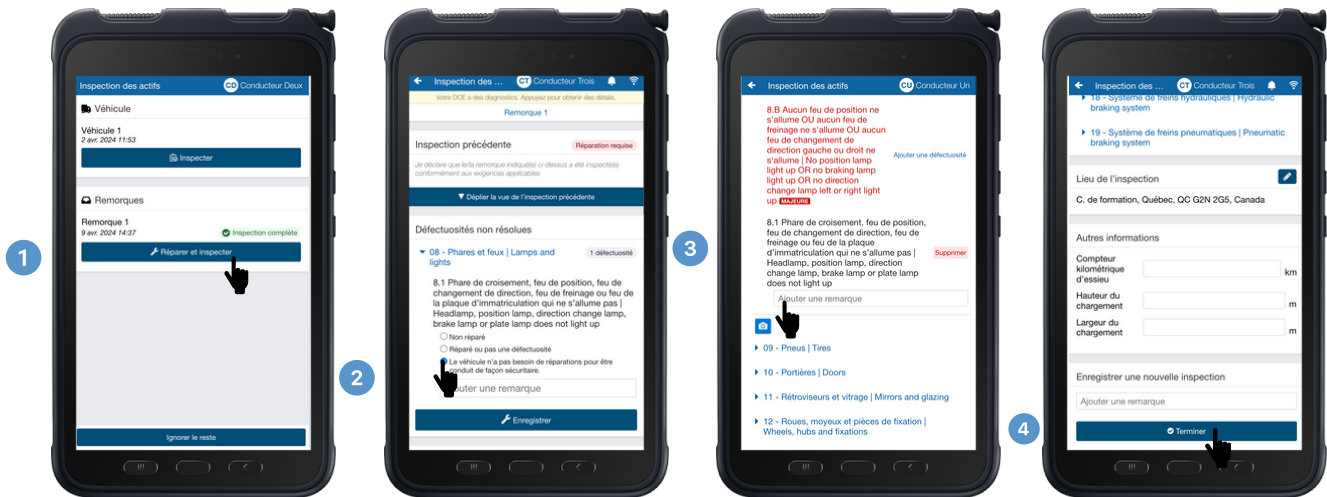 1
Inspection des actifs
CD Conducteur Deux
Véhicule
Véhicule 1
2 avr. 2024 11:53
Inspecter
Remorques
Remorque 1
9 avr. 2024 14:37
Inspection complète
Réparer et inspecter
Ignorer le reste
2
Inspection des ...
CT Conducteur Trois
Votre DCE a des diagnostics. Appuyez pour obtenir des détails.
Remorque 1
Inspection précédente
Réparation requise
Je déclare que le/la remorque indiqué(e) ci-dessus a été inspecté(e)
conformément aux exigences applicables
Déplier la vue de l'inspection précédente
Défectuosités non résolues
08 - Phares et feux | Lamps and
lights
1 défectuosité
8.1 Phare de croisement, feu de position, feu de
changement de direction, feu de freinage ou feu de
la plaque d'immatriculation qui ne s'allume pas |
Headlamp, position lamp, direction change lamp,
brake lamp or plate lamp does not light up
Non réparé
Réparé ou pas une défectuosité
Le véhicule n'a pas besoin de réparations pour être
conduit de façon sécuritaire.
outer une remarque
Enregistrer
3
Inspection des actifs
CU Conducteur Un
8.B Aucun feu de position ne
s'allume OU aucun feu de
freinage ne s'allume OU aucun
feu de changement de
direction gauche ou droit ne
s'allume | No position lamp
light up OR no braking lamp
light up OR no direction
change lamp left or right light
up MAJEURE
Ajouter une défectuosité
8.1 Phare de croisement, feu de position,
feu de changement de direction, feu de
freinage ou feu de la plaque
d'immatriculation qui ne s'allume pas |
Headlamp, position lamp, direction
change lamp, brake lamp or plate lamp
does not light up
Supprimer
Ajouter une remarque
09 - Pneus | Tires
10 - Portières | Doors
11 - Rétroviseurs et vitrage | Mirrors and glazing
12 - Roues, moyeux et pièces de fixation |
Wheels, hubs and fixations
4
Inspection des ...
CT Conducteur Trois
18 - Système de freins hydrauliques | Hydraulic
braking system
19 - Système de freins pneumatiques | Pneumatic
braking system
Lieu de l'inspection
C. de formation, Québec, QC G2N 2G5, Canada
Autres informations
Compteur
kilométrique
d'essieu
km
Hauteur du
chargement
m
Largeur du
chargement
m
Enregistrer une nouvelle inspection
Ajouter une remarque
Terminer